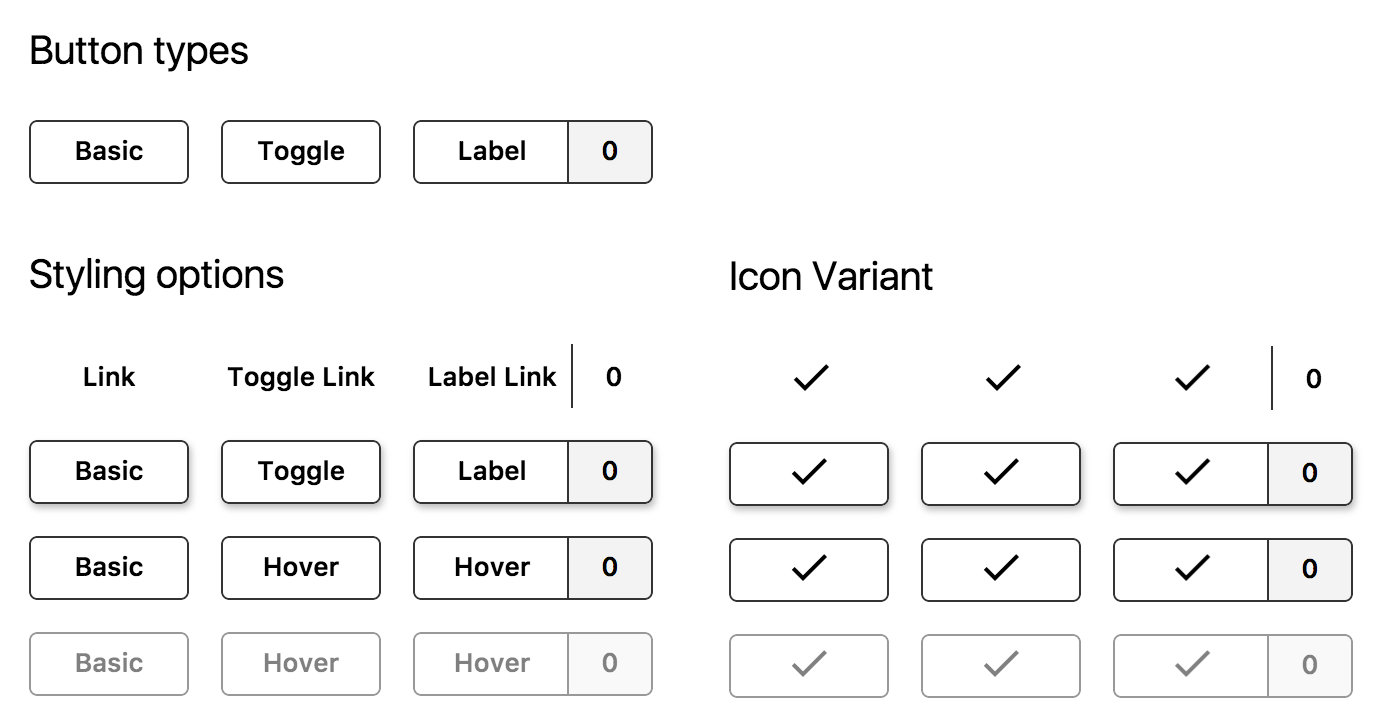 Button types
Basic Toggle Label 0
Styling options
Link Toggle Link Label Link 0
Basic Toggle Label 0
Basic Hover Hover 0
Basic Hover Hover 0
Icon Variant
0
0
0
0